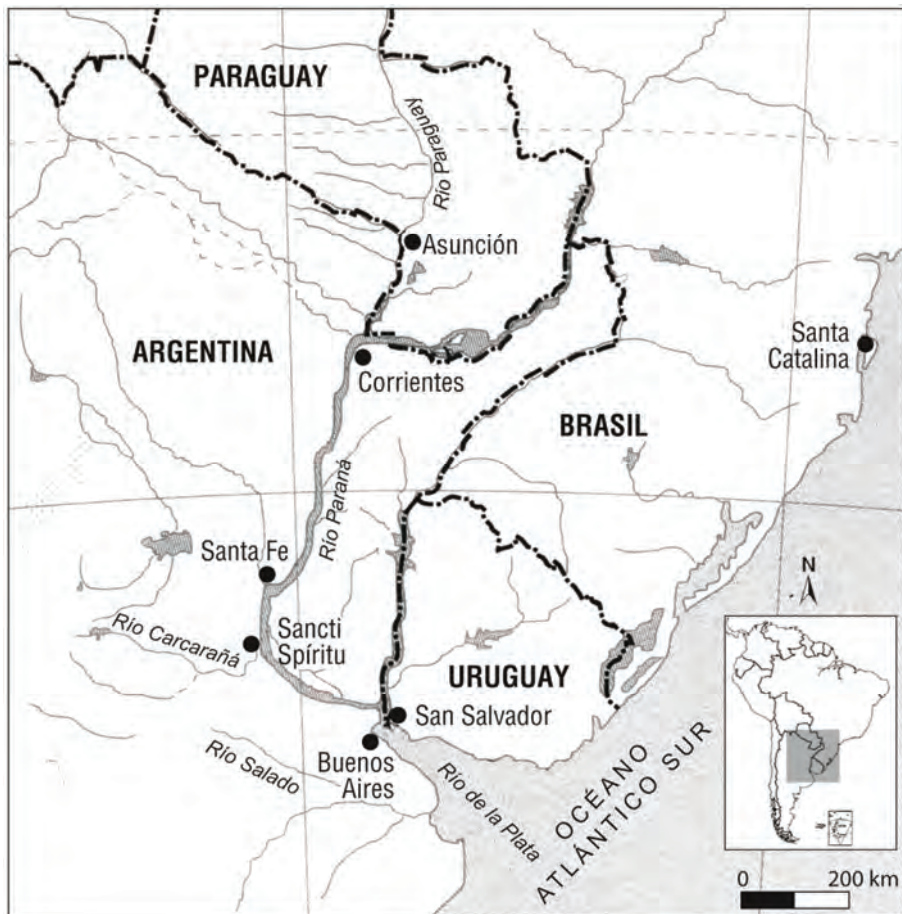 PARAGUAY
Río Paraguay
Asunción
ARGENTINA
Corrientes
Santa
Catalina
BRASIL
Río Paraná
Santa Fe
Río Carcarañá
Sancti
Spíritu
URUGUAY
San Salvador
Buenos
Aires
Río Salado
Río de la Plata
OCÉANO
ATLÁNTICO SUR
N
0 200 km